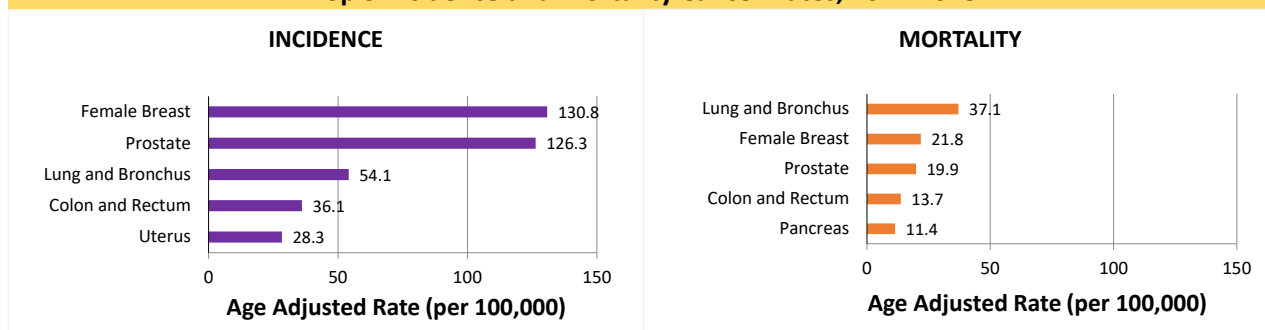 INCIDENCE
Female Breast 130.8
Prostate 126.3
Lung and Bronchus 54.1
Colon and Rectum 36.1
Uterus 28.3
0 50 100 150
Age Adjusted Rate (per 100,000)
MORTALITY
Lung and Bronchus 37.1
Female Breast 21.8
Prostate 19.9
Colon and Rectum 13.7
Pancreas 11.4
0 50 100 150
Age Adjusted Rate (per 100,000)